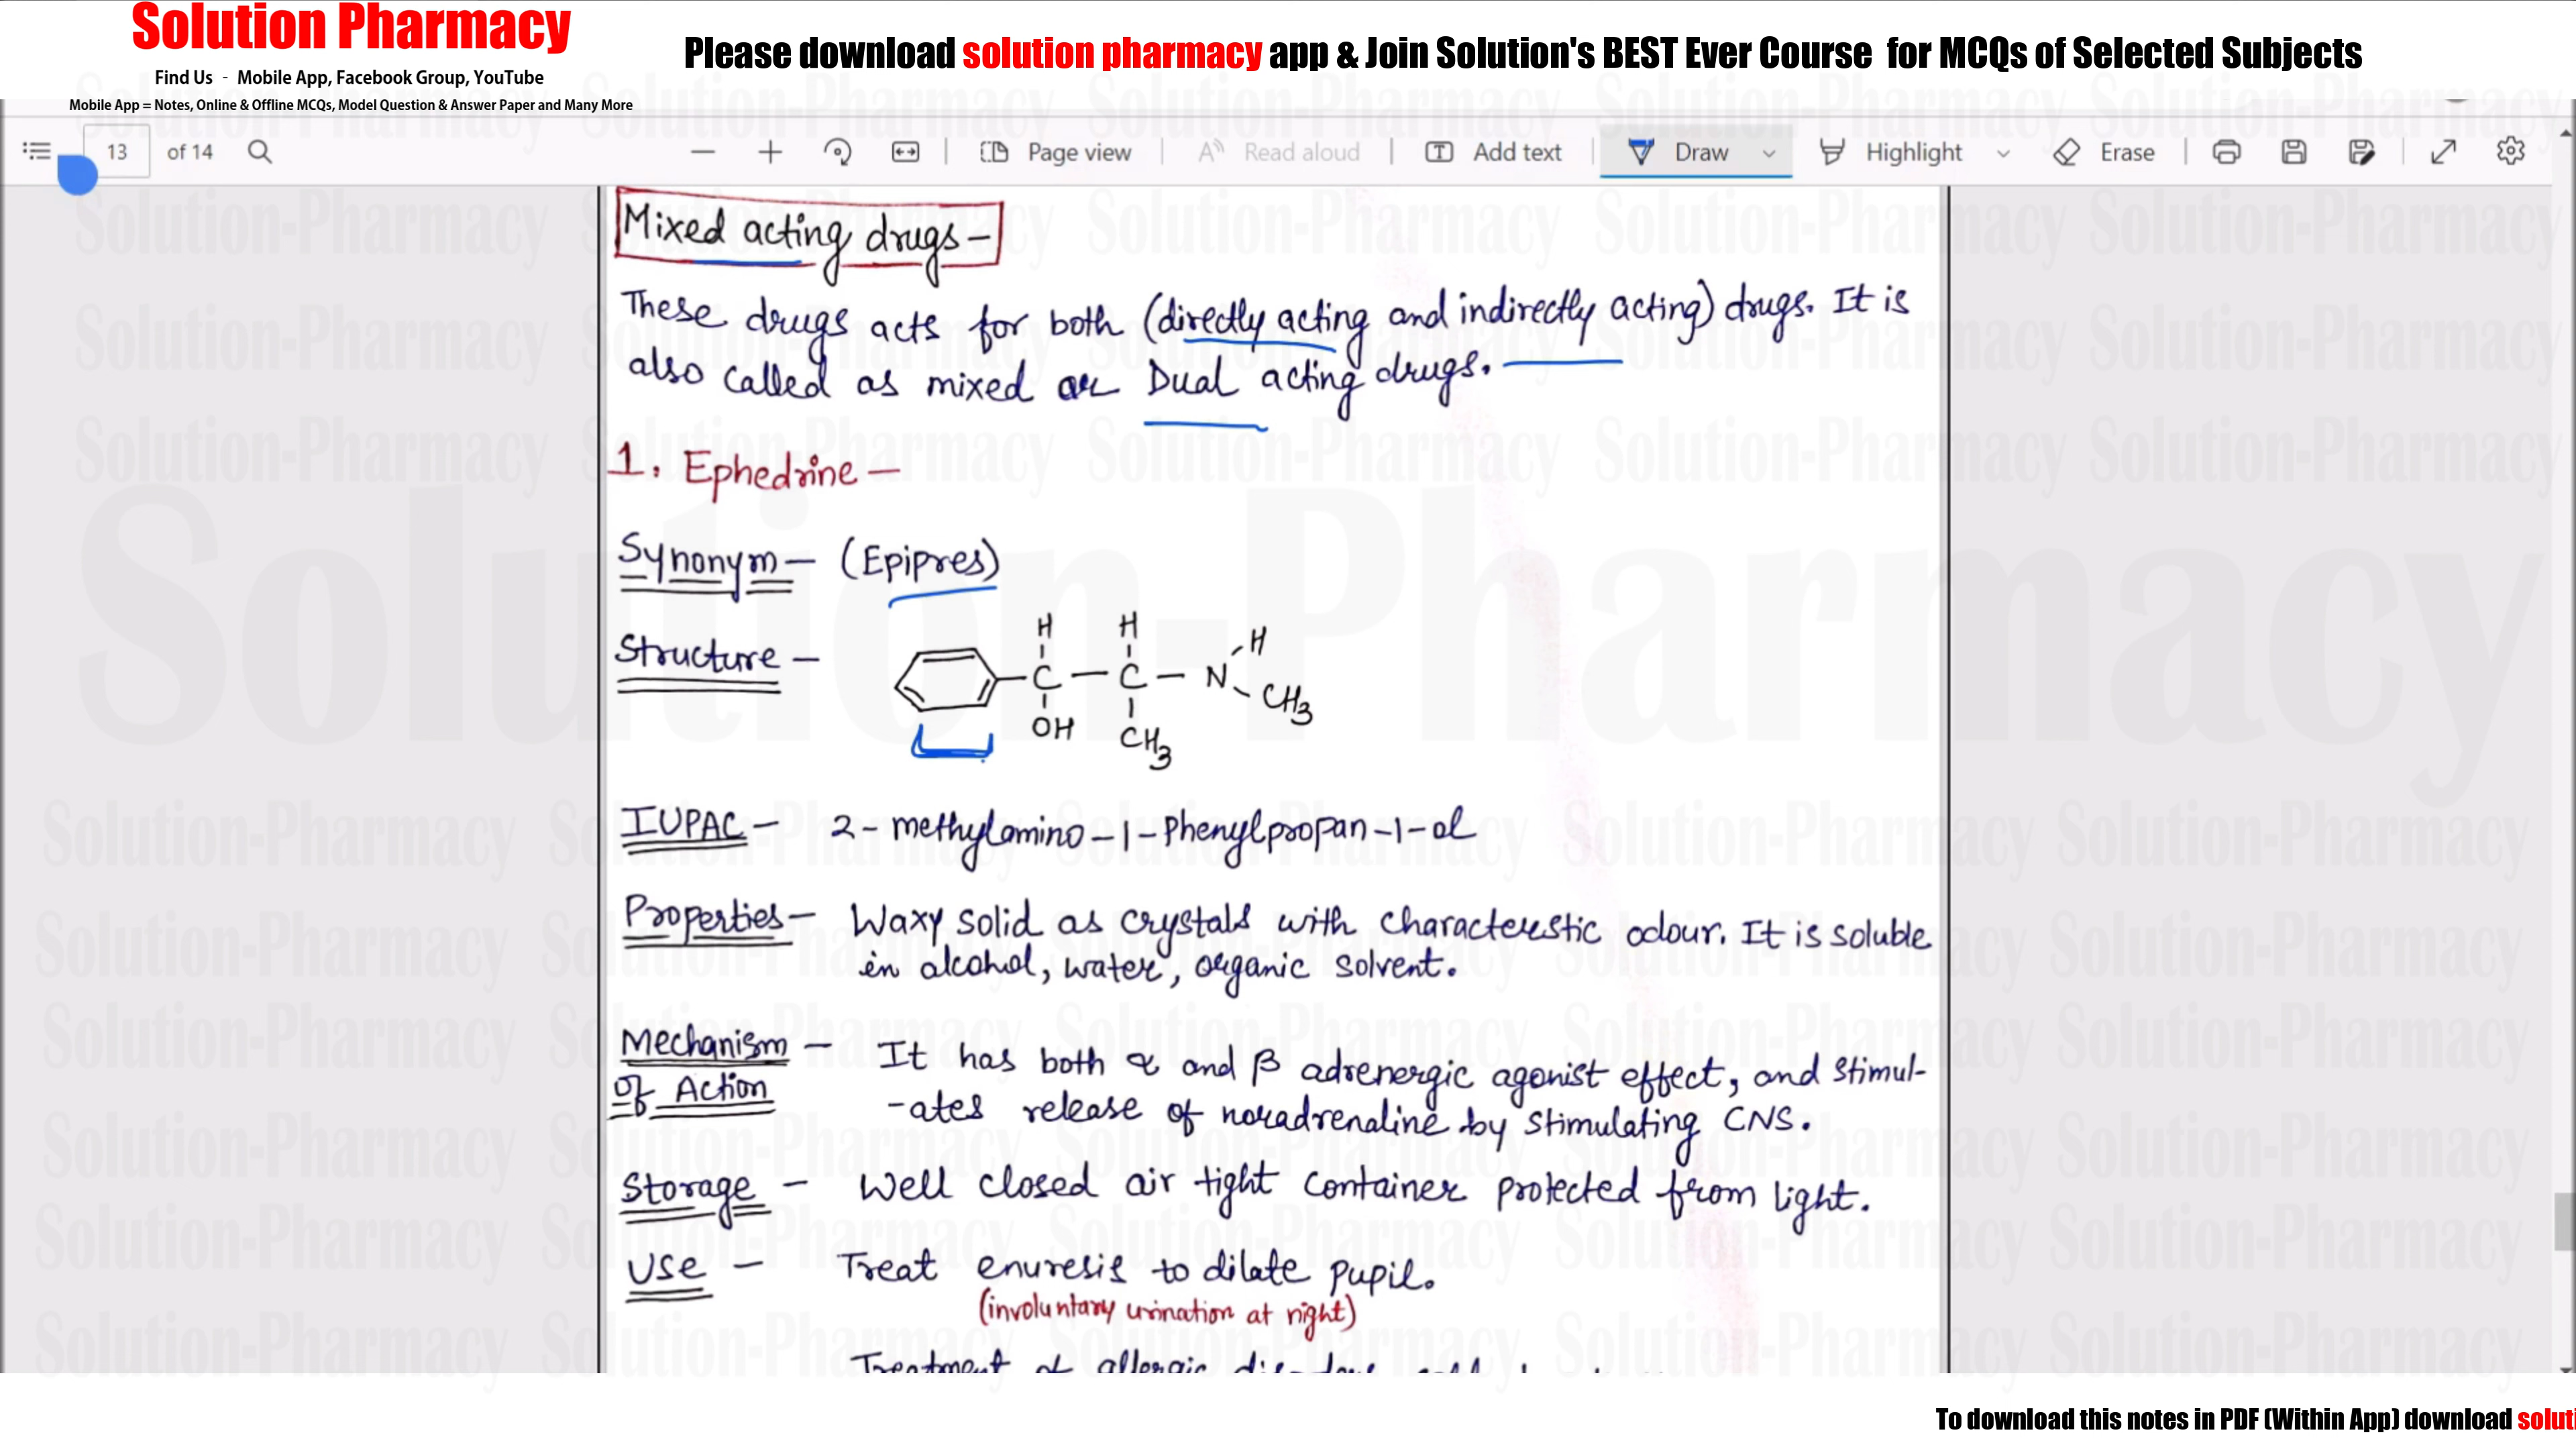 Solution Pharmacy
Find Us - Mobile App, Facebook Group, YouTube
Mobile App = Notes, Online & Offline MCQs, Model Question & Answer Paper and Many More
Please download solution pharmacy app & Join Solution's BEST Ever Course for MCQs of Selected Subjects
13 of 14
Page view
Read aloud
Add text
Draw
Highlight
Erase
Mixed acting drugs-
These drugs acts for both (directly acting and indirectly acting) drugs. It is
also called as mixed or Dual acting drugs.
1. Ephedrine -
Synonym - (Epipres)
Structure -
H H H
C - C - N
OH CH3 CH3
IUPAC - 2-methylamino-1-Phenylpropan-1-ol
Properties - Waxy solid as crystals with characterstic odour. It is soluble
in alcohol, water, organic solvent.
Mechanism - It has both α and β adrenergic agonist effect, and stimul-
of Action -ates release of noradrenaline by stimulating CNS.
Storage - Well closed air tight container protected from light.
Use - Treat enuresis to dilate pupil.
(involuntary urination at night)
Treatment of allergic
To download this notes in PDF (Within App) download soluti
Solution-Pharmacy